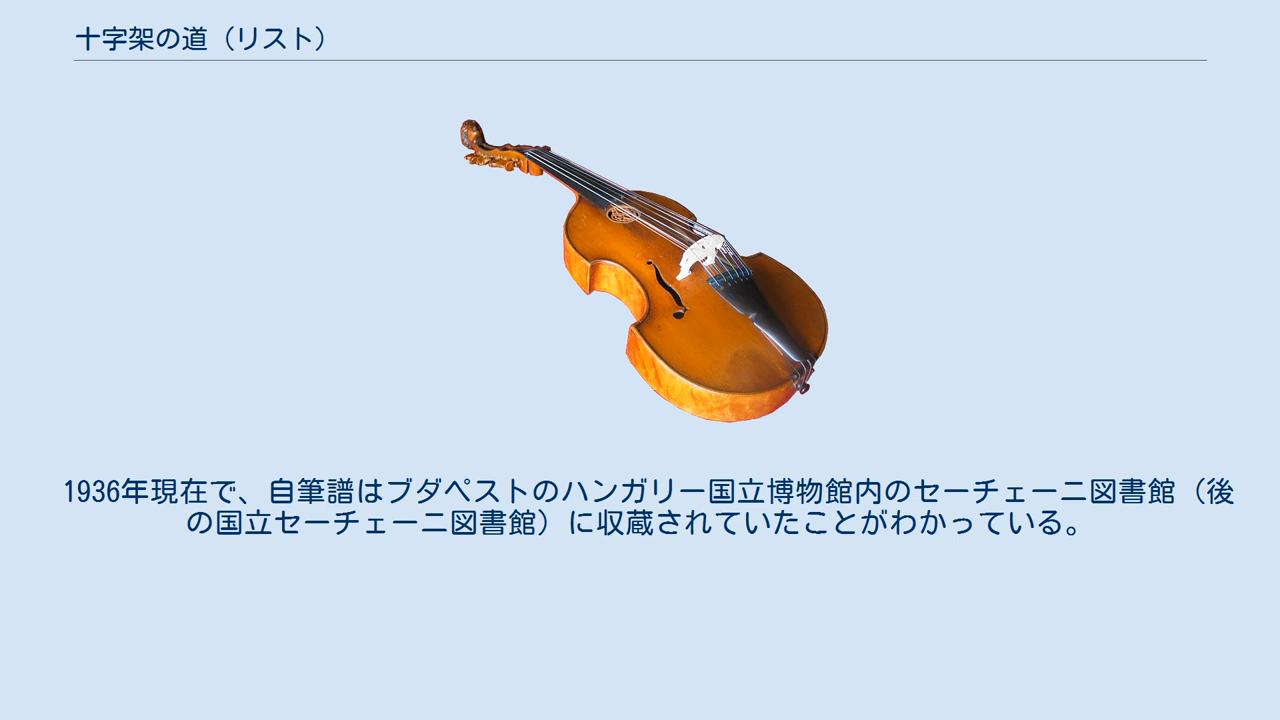 十字架の道（リスト）
1936年現在で、自筆譜はブダペストのハンガリー国立博物館内のセーチェーニ図書館（後
の国立セーチェーニ図書館）に収蔵されていたことがわかっている。